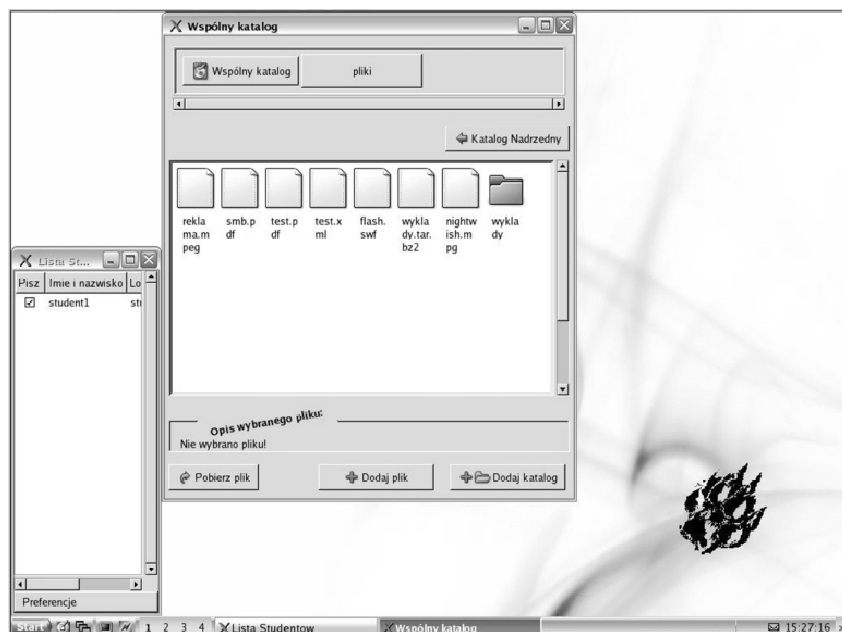 Wspólny katalog
Wspólny katalog
pliki
Katalog Nadrzedny
rekla
ma.m
peg
smb.p
df
test.p
df
test.x
ml
flash.
swf
wykla
dy.tar.
bz2
nightw
ish.m
pg
wykla
dy
Opis wybranego pliku:
Nie wybrano pliku!
Pobierz plik
Dodaj plik
Dodaj katalog
Lista St...
Pisz Imie i nazwisko Lo
student1 stu
Preferencje
Start 1 2 3 4 Lista Studentow Wspólny katalog 15:27:16